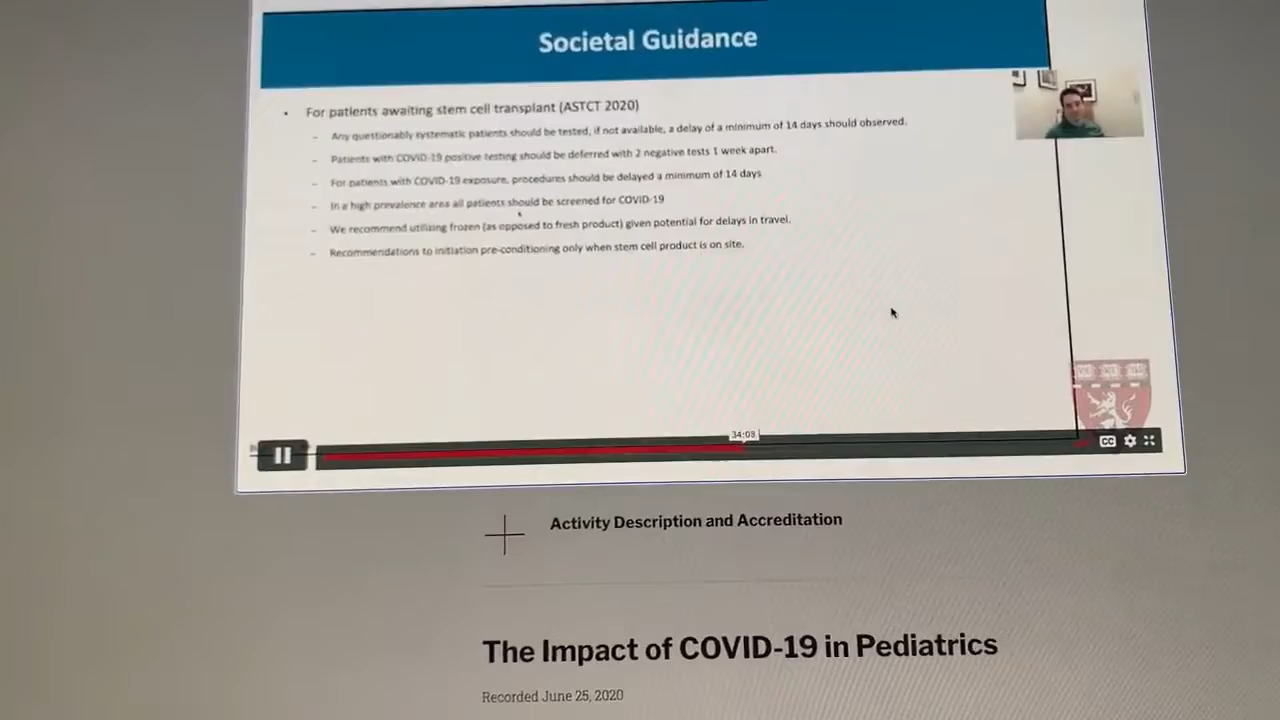 Societal Guidance
• For patients awaiting stem cell transplant (ASTCT 2020)
– Any questionably systematic patients should be tested, if not available, a delay of a minimum of 14 days should observed.
– Patients with COVID-19 positive testing should be deferred with 2 negative tests 1 week apart.
– For patients with COVID-19 exposure, procedures should be delayed a minimum of 14 days
– In a high prevalence area all patients should be screened for COVID-19
– We recommend utilizing frozen (as opposed to fresh product) given potential for delays in travel.
– Recommendations to initiation pre-conditioning only when stem cell product is on site.
34:08
CC
Activity Description and Accreditation
The Impact of COVID-19 in Pediatrics
Recorded June 25, 2020